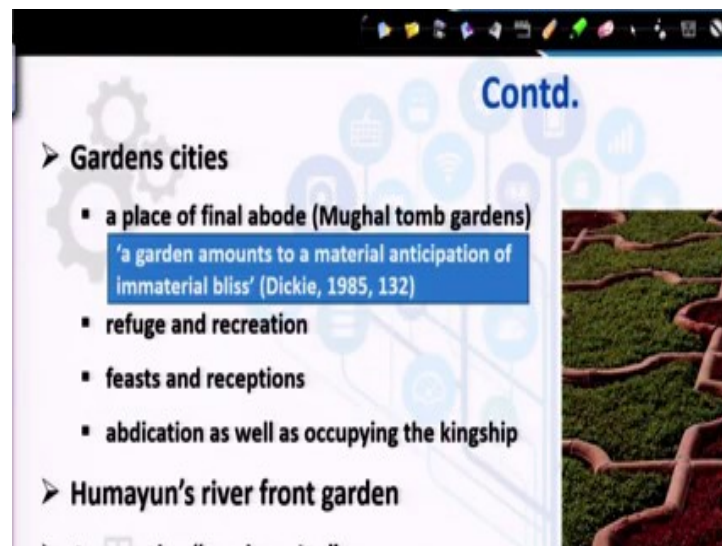 Contd.
➤ Gardens cities
▪ a place of final abode (Mughal tomb gardens)
‘a garden amounts to a material anticipation of
immaterial bliss’ (Dickie, 1985, 132)
▪ refuge and recreation
▪ feasts and receptions
▪ abdication as well as occupying the kingship
➤ Humayun’s river front garden